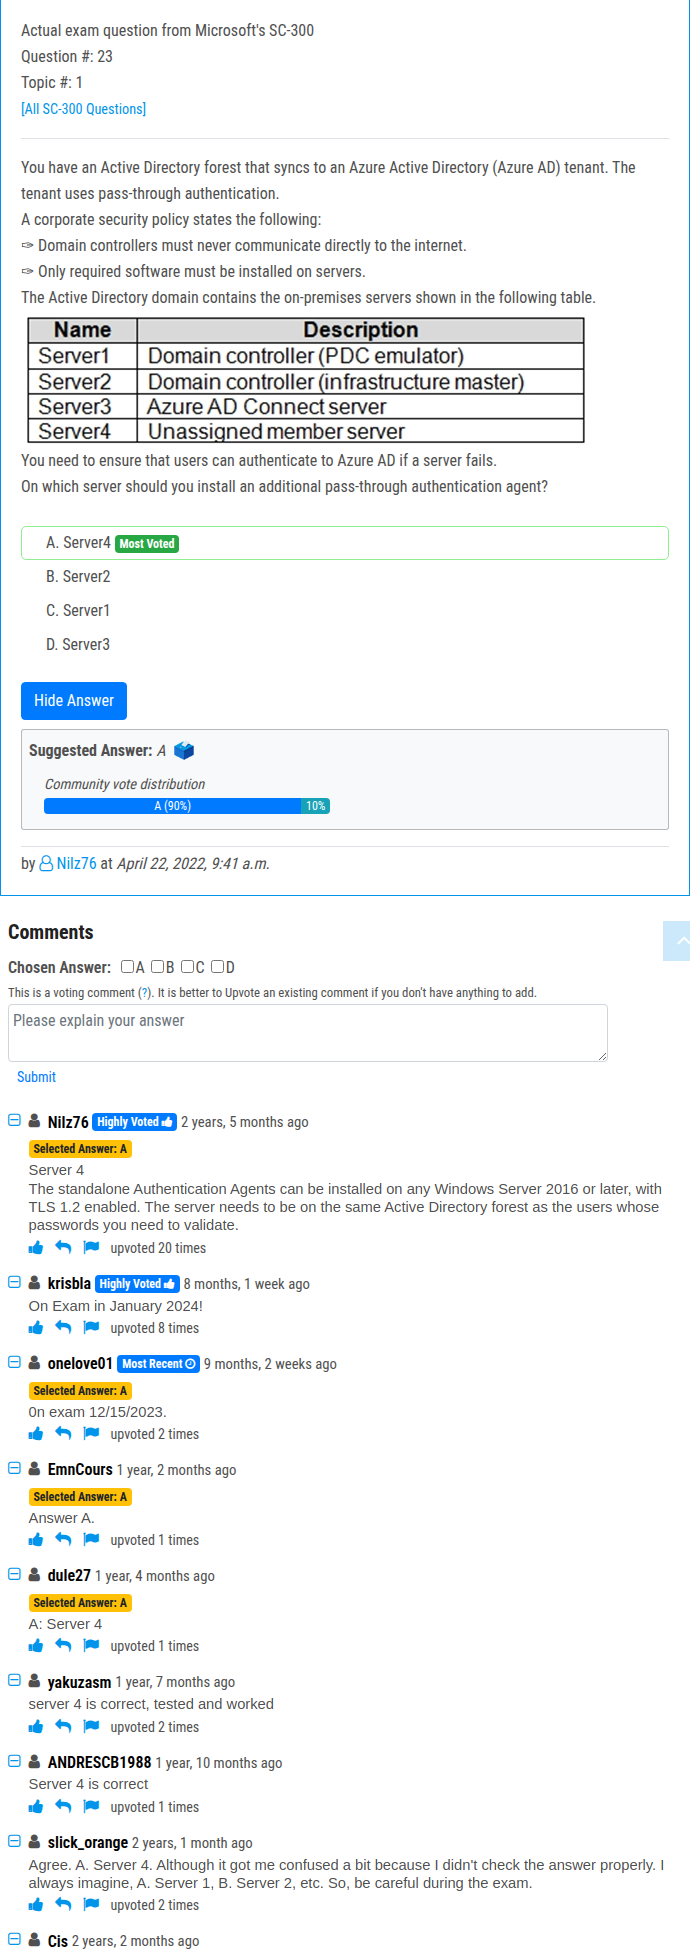 Actual exam question from Microsoft's SC-300
Question #: 23
Topic #: 1
[All SC-300 Questions]
You have an Active Directory forest that syncs to an Azure Active Directory (Azure AD) tenant. The
tenant uses pass-through authentication.
A corporate security policy states the following:
✑ Domain controllers must never communicate directly to the internet.
✑ Only required software must be installed on servers.
The Active Directory domain contains the on-premises servers shown in the following table.
Name Description
Server1 Domain controller (PDC emulator)
Server2 Domain controller (infrastructure master)
Server3 Azure AD Connect server
Server4 Unassigned member server
You need to ensure that users can authenticate to Azure AD if a server fails.
On which server should you install an additional pass-through authentication agent?
A. Server4 Most Voted
B. Server2
C. Server1
D. Server3
Hide Answer
Suggested Answer: A
Community vote distribution
A (90%) 10%
by Nilz76 at April 22, 2022, 9:41 a.m.
Comments
Chosen Answer: A B C D
This is a voting comment (?). It is better to Upvote an existing comment if you don't have anything to add.
Please explain your answer
Submit
Nilz76 Highly Voted 2 years, 5 months ago
Selected Answer: A
Server 4
The standalone Authentication Agents can be installed on any Windows Server 2016 or later, with
TLS 1.2 enabled. The server needs to be on the same Active Directory forest as the users whose
passwords you need to validate.
upvoted 20 times
krisbla Highly Voted 8 months, 1 week ago
On Exam in January 2024!
upvoted 8 times
onelove01 Most Recent 9 months, 2 weeks ago
Selected Answer: A
0n exam 12/15/2023.
upvoted 2 times
EmnCours 1 year, 2 months ago
Selected Answer: A
Answer A.
upvoted 1 times
dule27 1 year, 4 months ago
Selected Answer: A
A: Server 4
upvoted 1 times
yakuzasm 1 year, 7 months ago
server 4 is correct, tested and worked
upvoted 2 times
ANDRESCB1988 1 year, 10 months ago
Server 4 is correct
upvoted 1 times
slick_orange 2 years, 1 month ago
Agree. A. Server 4. Although it got me confused a bit because I didn't check the answer properly. I
always imagine, A. Server 1, B. Server 2, etc. So, be careful during the exam.
upvoted 2 times
Cis 2 years, 2 months ago